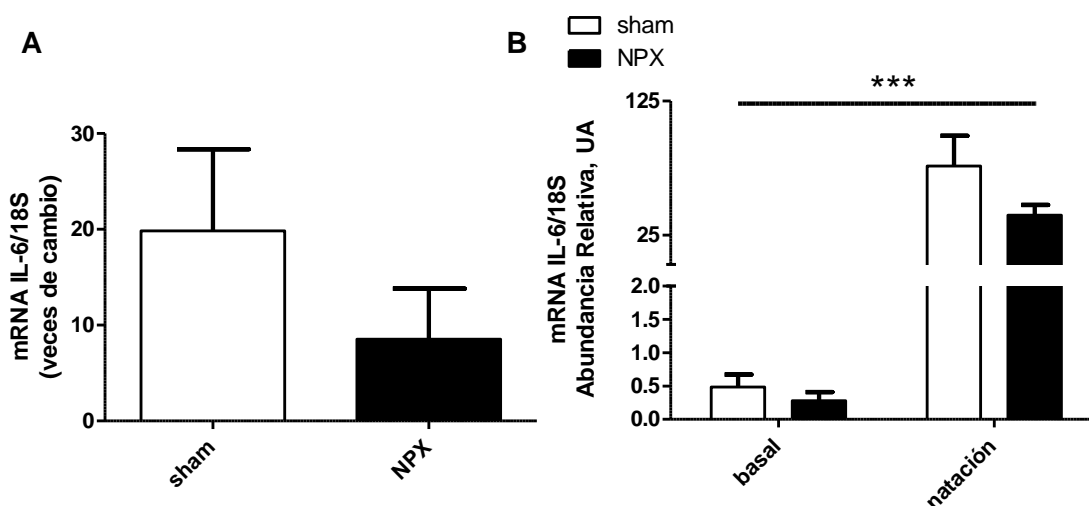 A
mRNA IL-6/18S
(veces de cambio)
30
20
10
0
sham
NPX
B
sham
NPX
***
mRNA IL-6/18S
Abundancia Relativa, UA
125
25
2.0
1.5
1.0
0.5
0.0
basal
natación